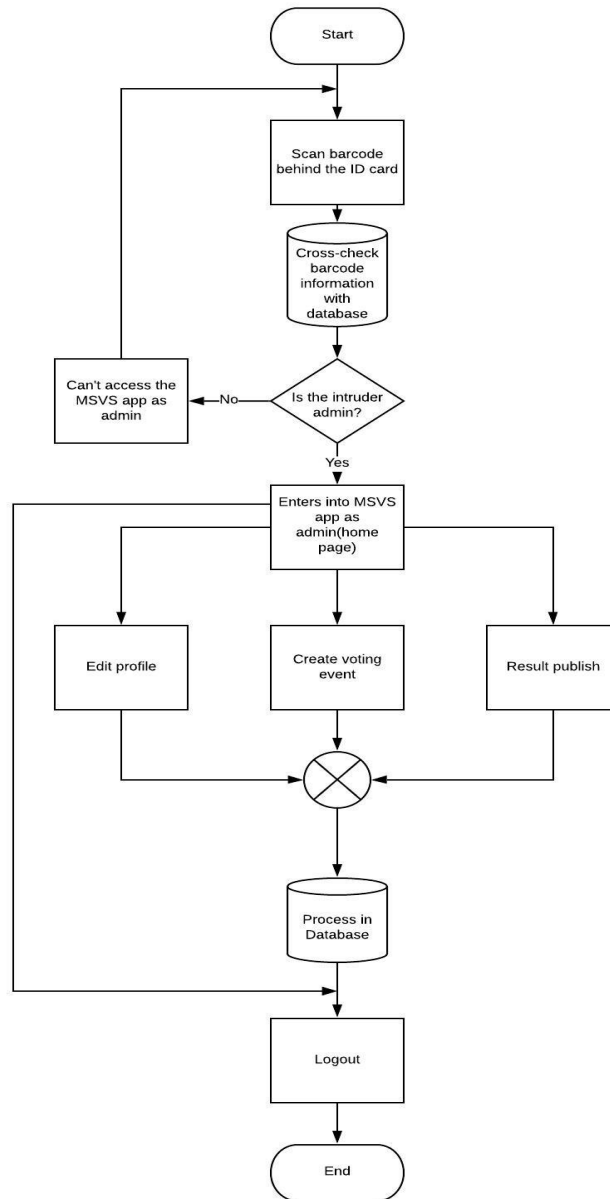 Start
Scan barcode
behind the ID card
Cross-check
barcode
information
with
database
Can't access the
MSVS app as
admin
No
Is the intruder
admin?
Yes
Enters into MSVS
app as
admin(home
page)
Edit profile
Create voting
event
Result publish
Process in
Database
Logout
End